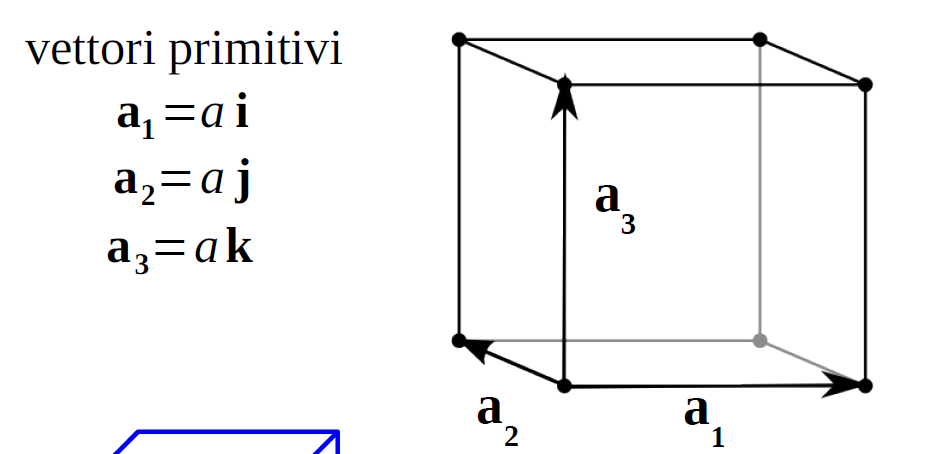 vettori primitivi
a₁=a i
a₂=a j
a₃=a k
a₃
a₂
a₁